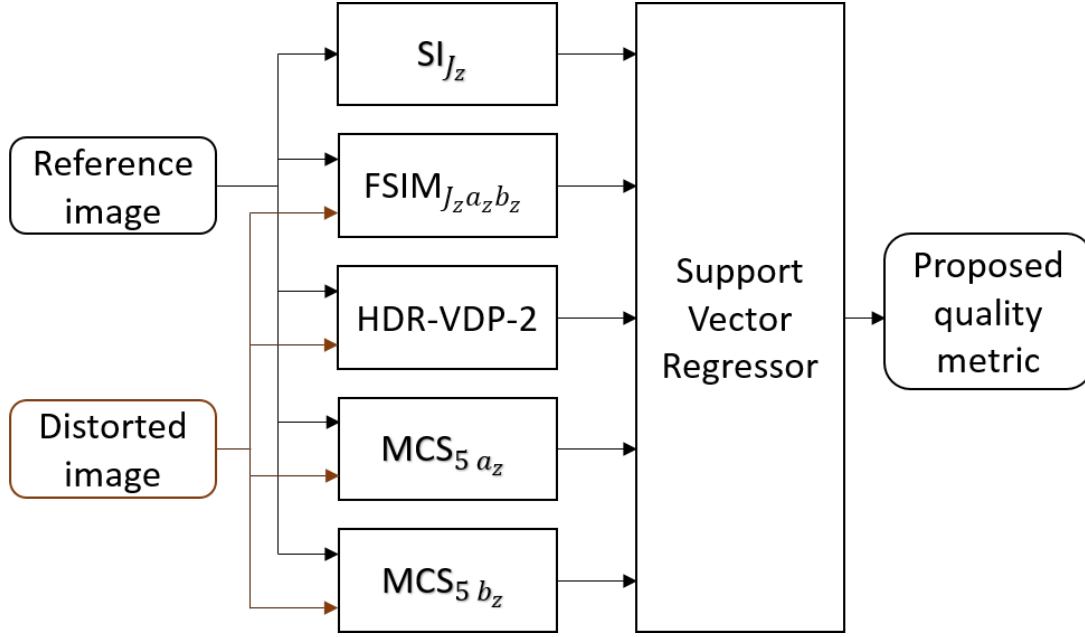 SI_{J_z}
Reference
image
FSIM_{J_z a_z b_z}
HDR-VDP-2
Support
Vector
Regressor
Proposed
quality
metric
Distorted
image
MCS_{5 a_z}
MCS_{5 b_z}